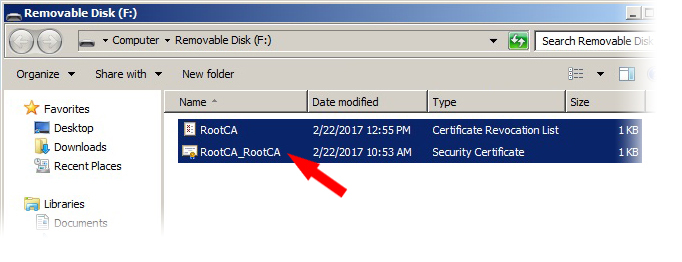 Removable Disk (F:)
Computer Removable Disk (F:) Search Removable Disk
Organize Share with New folder
Name Date modified Type Size
Favorites
Desktop
Downloads
Recent Places
Libraries
Documents
RootCA 2/22/2017 12:55 PM Certificate Revocation List 1 KB
RootCA_RootCA 2/22/2017 10:53 AM Security Certificate 1 KB